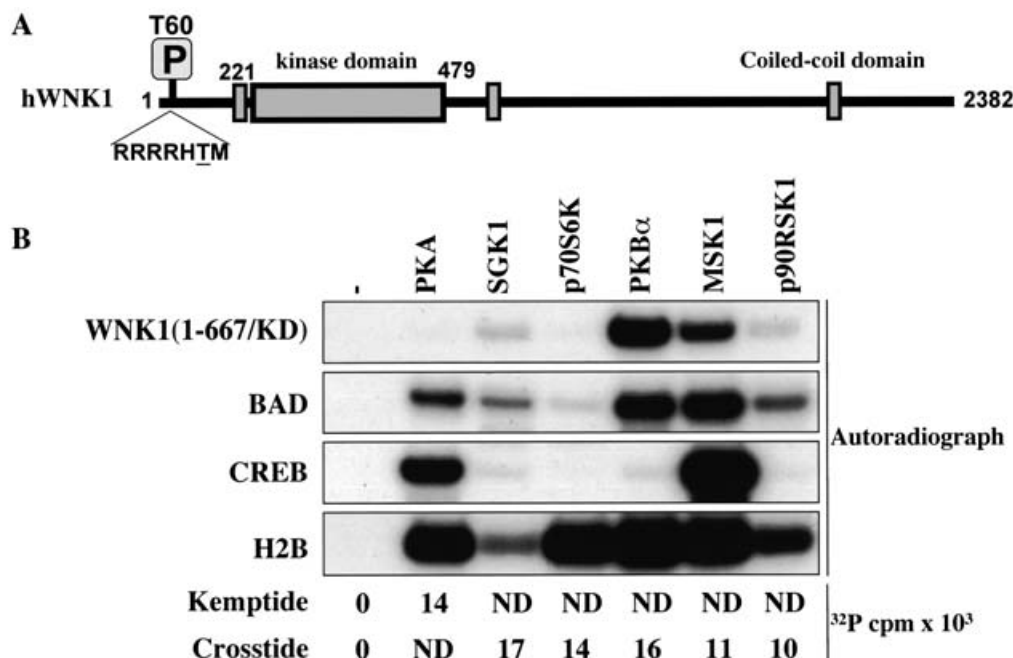 A
T60
P
221
kinase domain
479
Coiled-coil domain
hWNK1
1
2382
RRRRHTM
B
-
PKA
SGK1
p70S6K
PKBα
MSK1
p90RSK1
WNK1(1-667/KD)
BAD
CREB
H2B
Autoradiograph
Kemptide 0 14 ND ND ND ND ND
Crosstide 0 ND 17 14 16 11 10
³²P cpm x 10³